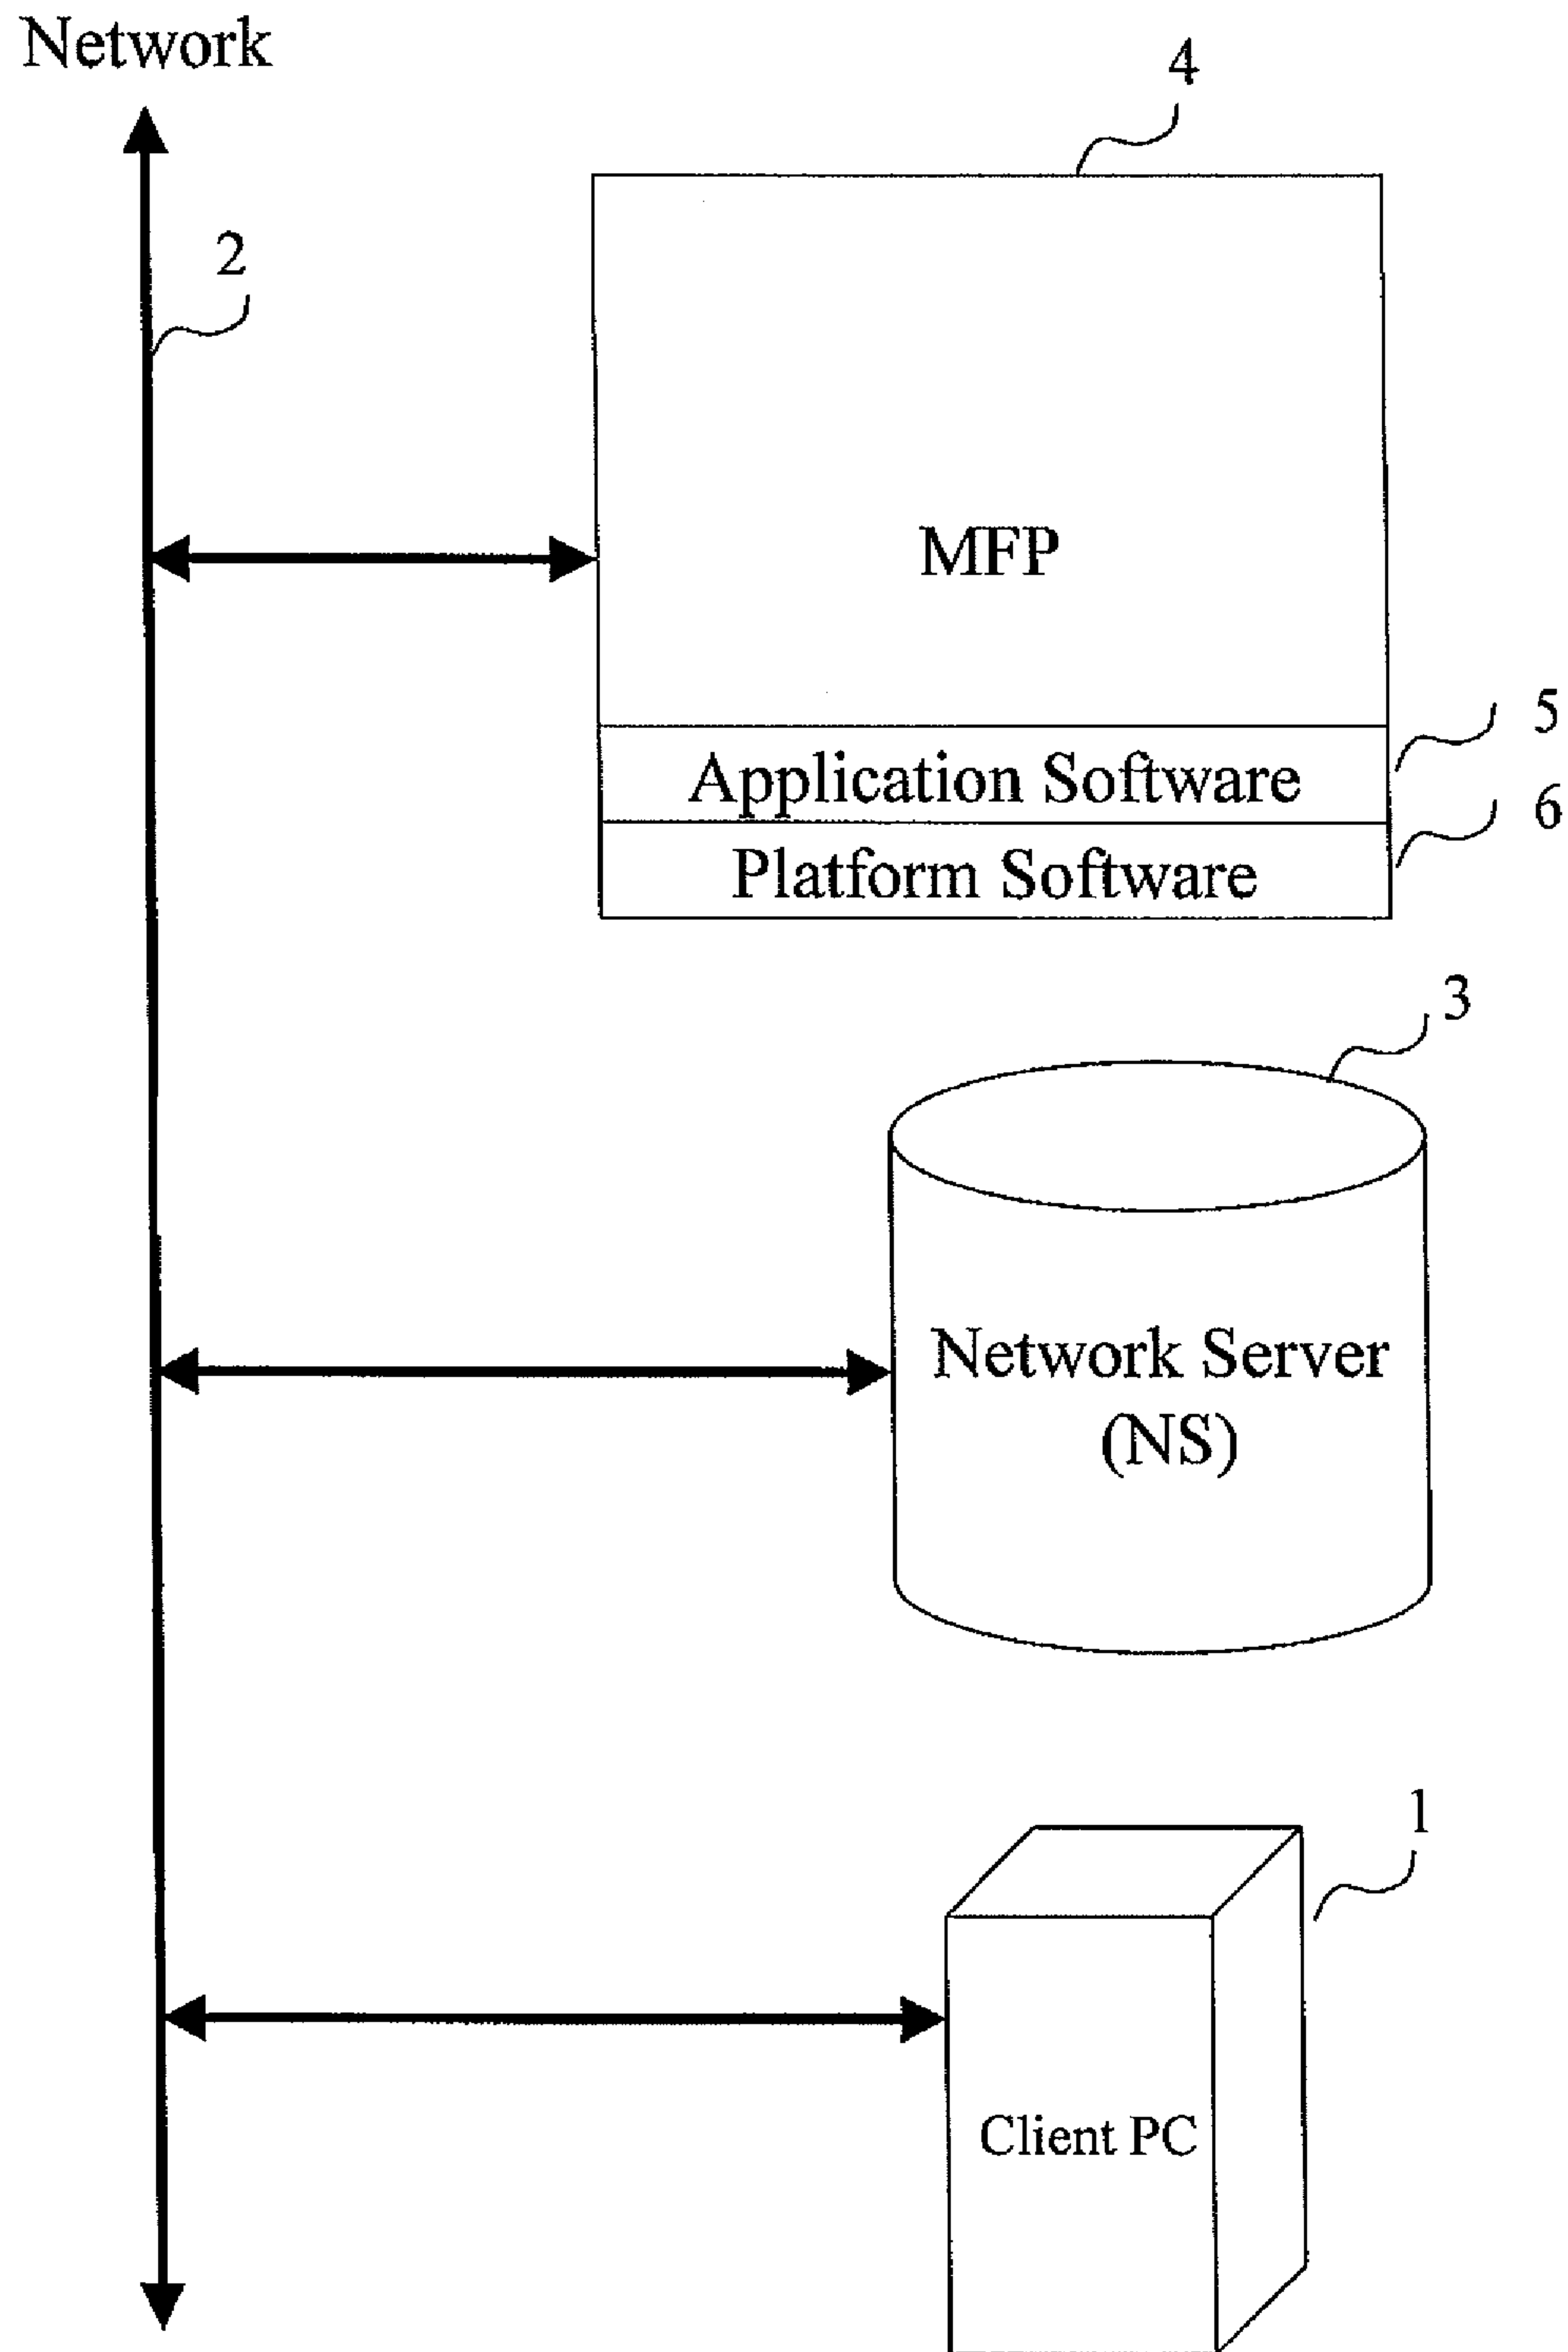 Network
4
2
MFP
5
Application Software
6
Platform Software
3
Network Server
(NS)
1
Client PC